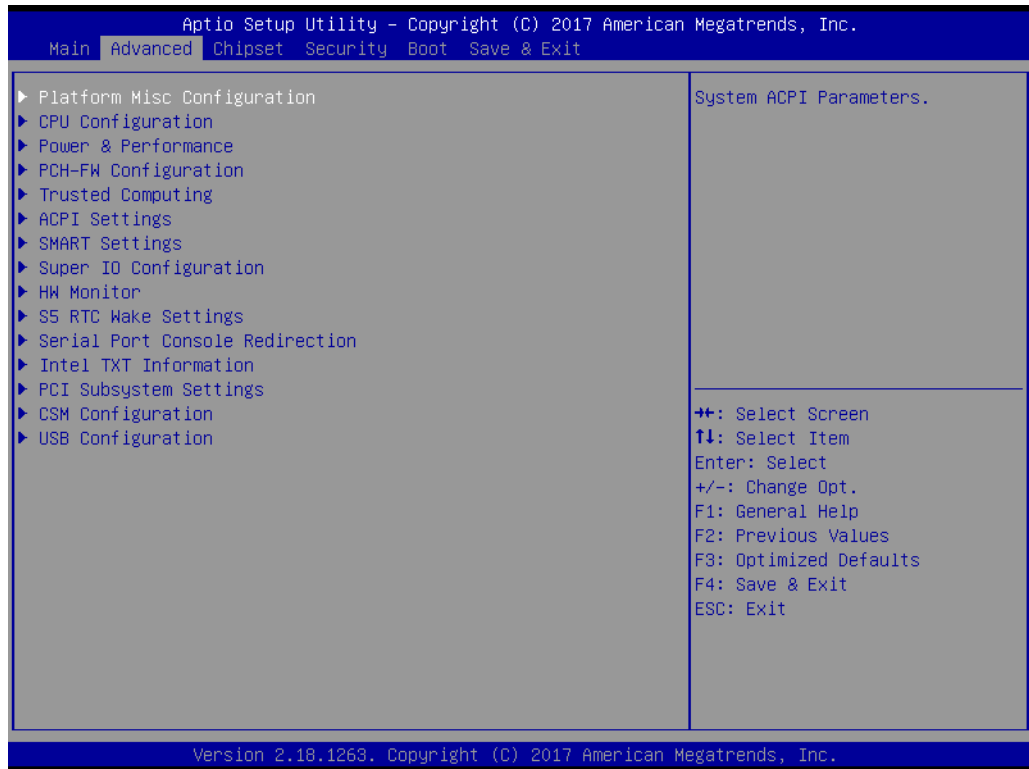 Aptio Setup Utility – Copyright (C) 2017 American Megatrends, Inc.
Main Advanced Chipset Security Boot Save & Exit
▶ Platform Misc Configuration
▶ CPU Configuration
▶ Power & Performance
▶ PCH-FW Configuration
▶ Trusted Computing
▶ ACPI Settings
▶ SMART Settings
▶ Super IO Configuration
▶ HW Monitor
▶ S5 RTC Wake Settings
▶ Serial Port Console Redirection
▶ Intel TXT Information
▶ PCI Subsystem Settings
▶ CSM Configuration
▶ USB Configuration
System ACPI Parameters.
→←: Select Screen
↑↓: Select Item
Enter: Select
+/-: Change Opt.
F1: General Help
F2: Previous Values
F3: Optimized Defaults
F4: Save & Exit
ESC: Exit
Version 2.18.1263. Copyright (C) 2017 American Megatrends, Inc.